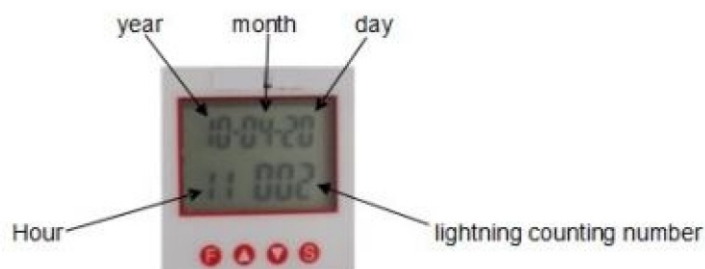 year month day
10-04-20
11 002
Hour lightning counting number
F S